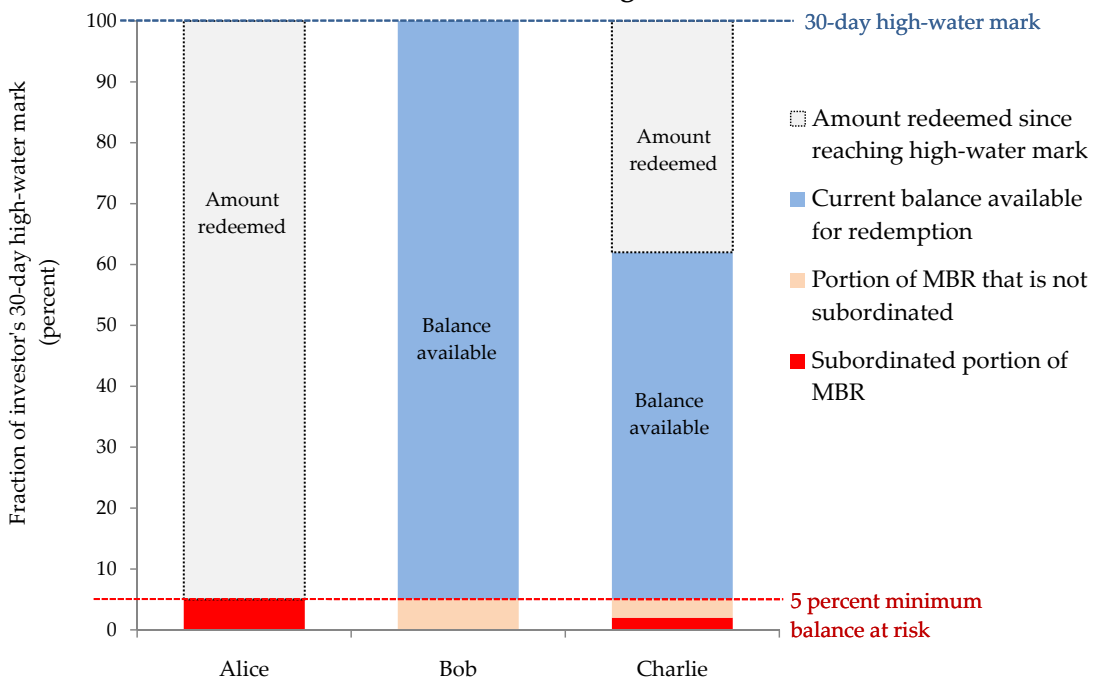 30-day high-water mark
Fraction of investor's 30-day high-water mark
(percent)
100
90
80
70
60
50
40
30
20
10
0
Amount
redeemed
Balance
available
Amount
redeemed
Balance
available
Amount redeemed since
reaching high-water mark
Current balance available
for redemption
Portion of MBR that is not
subordinated
Subordinated portion of
MBR
5 percent minimum
balance at risk
Alice
Bob
Charlie